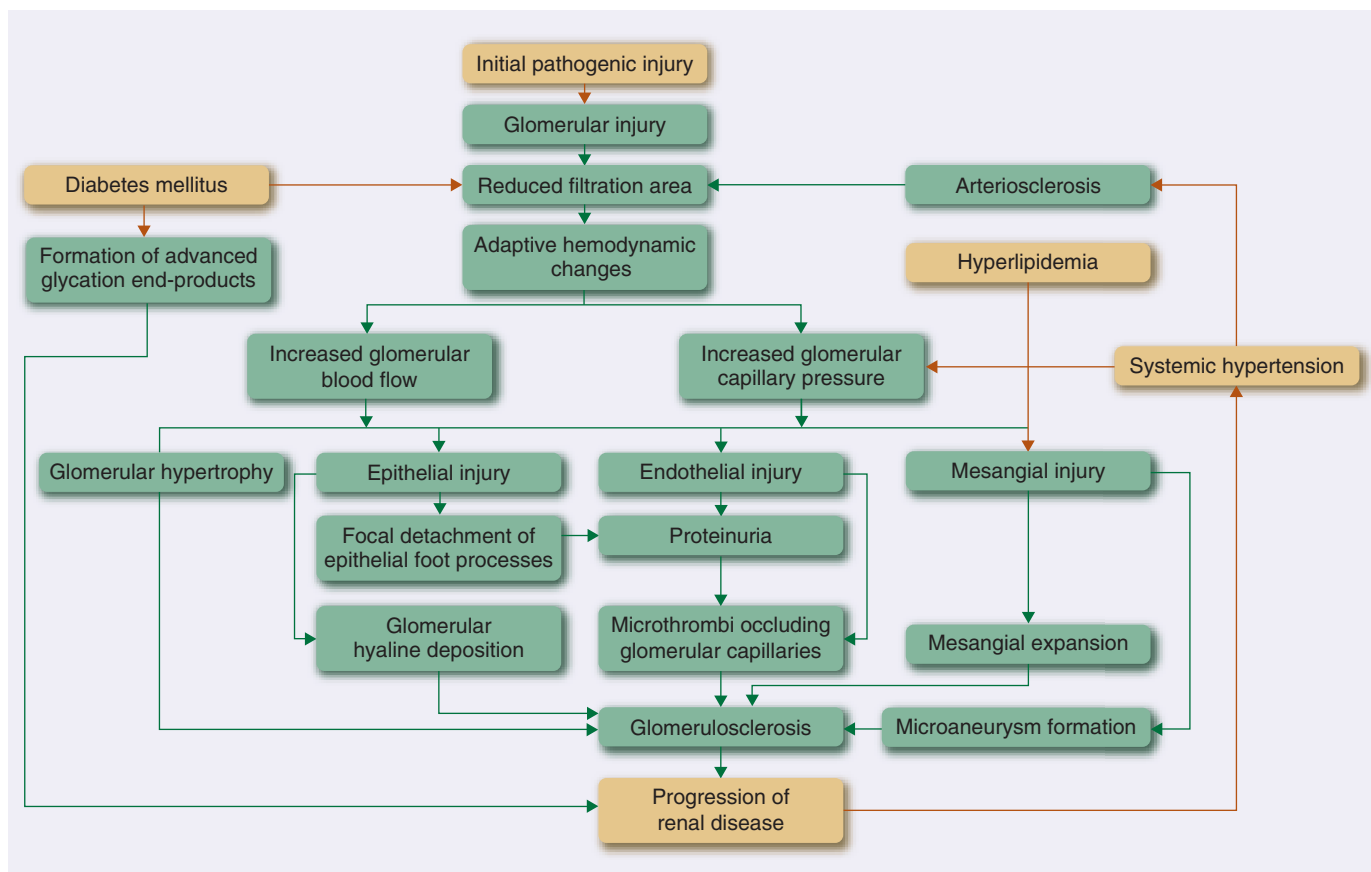 Initial pathogenic injury
Glomerular injury
Diabetes mellitus
Reduced filtration area
Arteriosclerosis
Formation of advanced
glycation end-products
Adaptive hemodynamic
changes
Hyperlipidemia
Increased glomerular
blood flow
Increased glomerular
capillary pressure
Systemic hypertension
Glomerular hypertrophy
Epithelial injury
Endothelial injury
Mesangial injury
Focal detachment of
epithelial foot processes
Proteinuria
Glomerular
hyaline deposition
Microthrombi occluding
glomerular capillaries
Mesangial expansion
Glomerulosclerosis
Microaneurysm formation
Progression of
renal disease